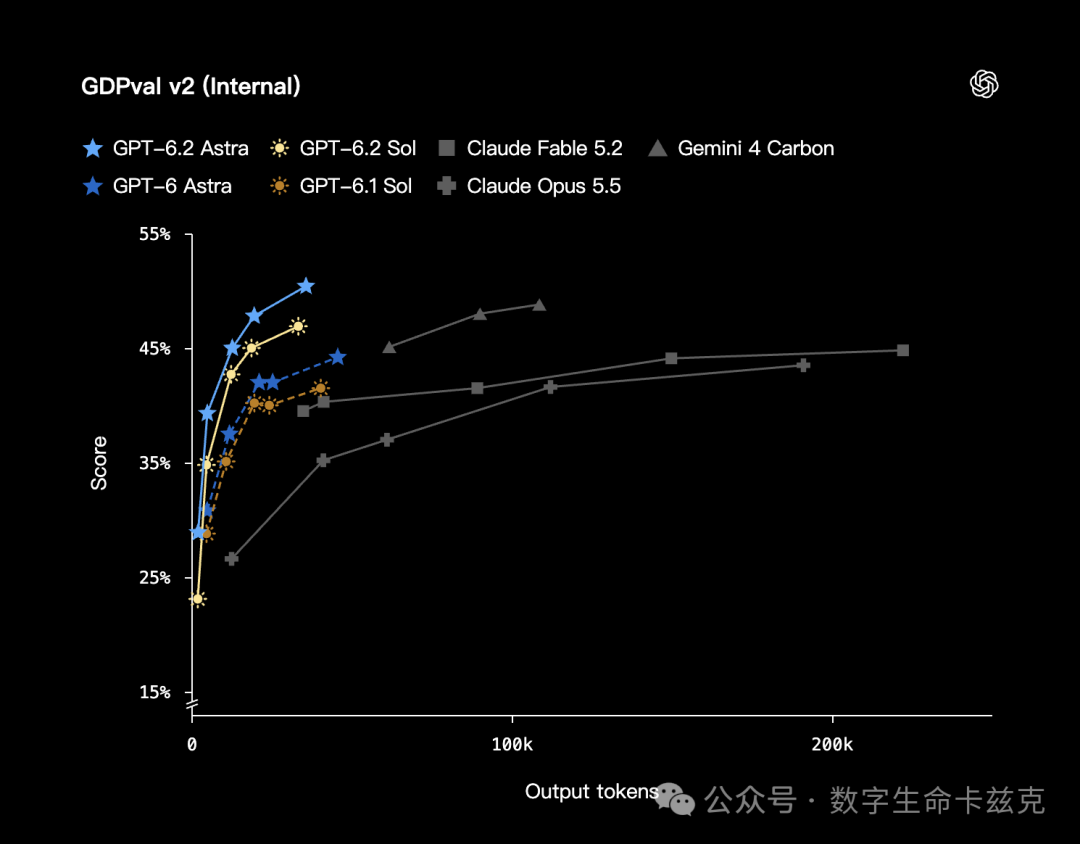 GDPval v2 (Internal)
GPT-6.2 Astra GPT-6.2 Sol Claude Fable 5.2 Gemini 4 Carbon
GPT-6 Astra GPT-6.1 Sol Claude Opus 5.5
55%
45%
35%
25%
15%
Score
0 100k 200k
Output tokens
公众号 · 数字生命卡兹克